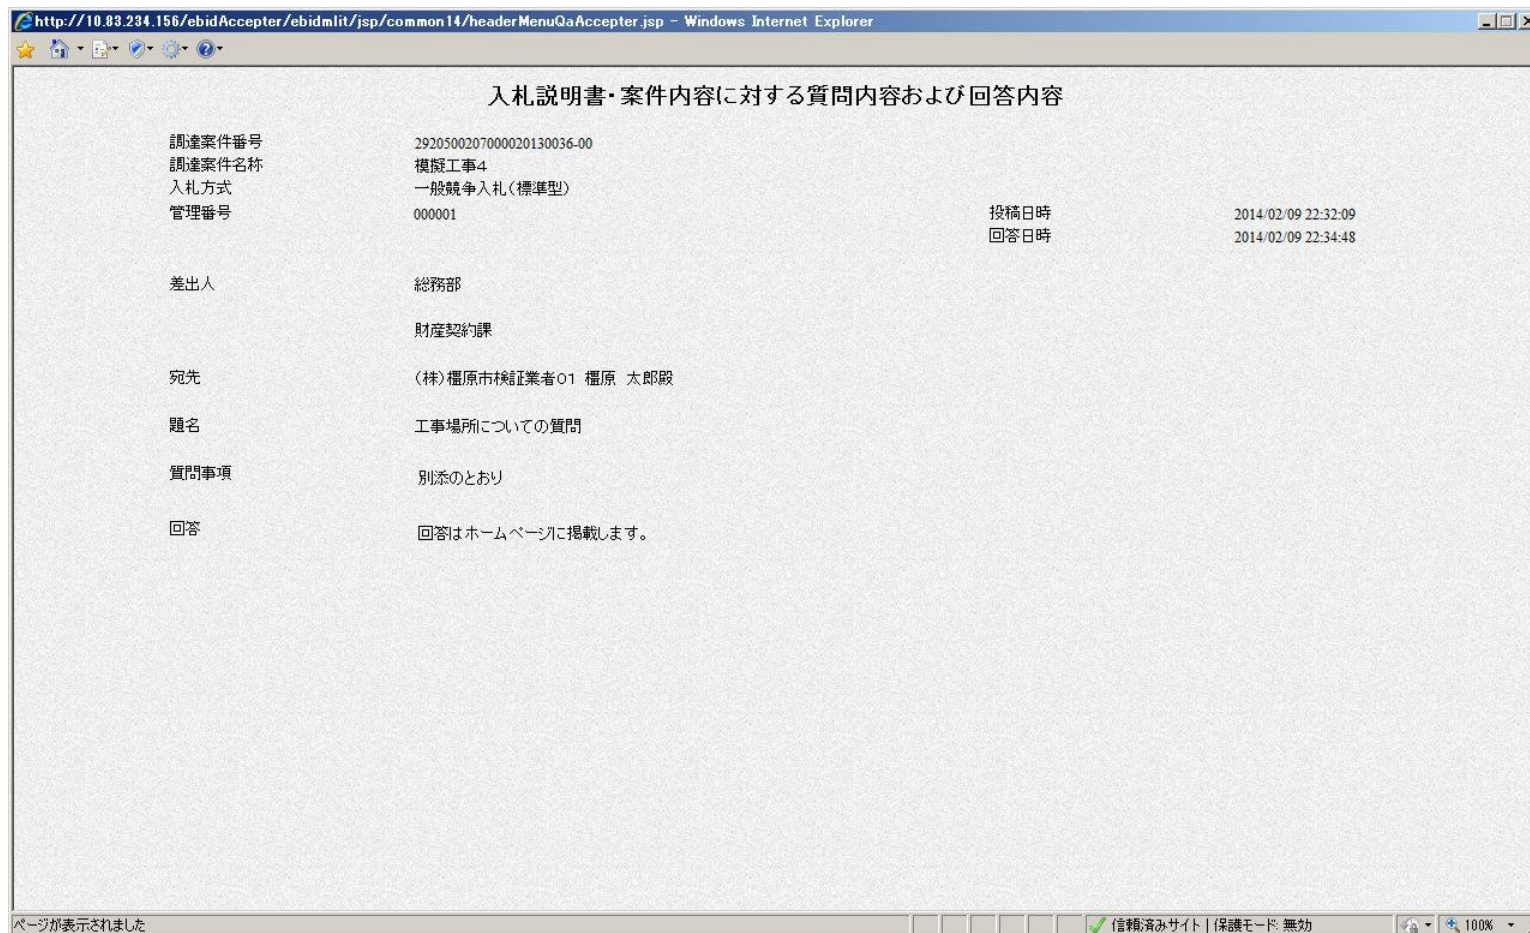 http://10.83.234.156/ebidAccepter/ebidmlit/jsp/common14/headerMenuQaAccepter.jsp - Windows Internet Explorer
入札説明書・案件内容に対する質問内容および回答内容
調達案件番号 2920500207000020130036-00
調達案件名称 模擬工事4
入札方式 一般競争入札(標準型)
管理番号 000001 投稿日時 2014/02/09 22:32:09
回答日時 2014/02/09 22:34:48
差出人 総務部
財産契約課
宛先 (株)橿原市検証業者01 橿原 太郎殿
題名 工事場所についての質問
質問事項 別添のとおり
回答 回答はホームページに掲載します。
ページが表示されました 信頼済みサイト | 保護モード: 無効 100%